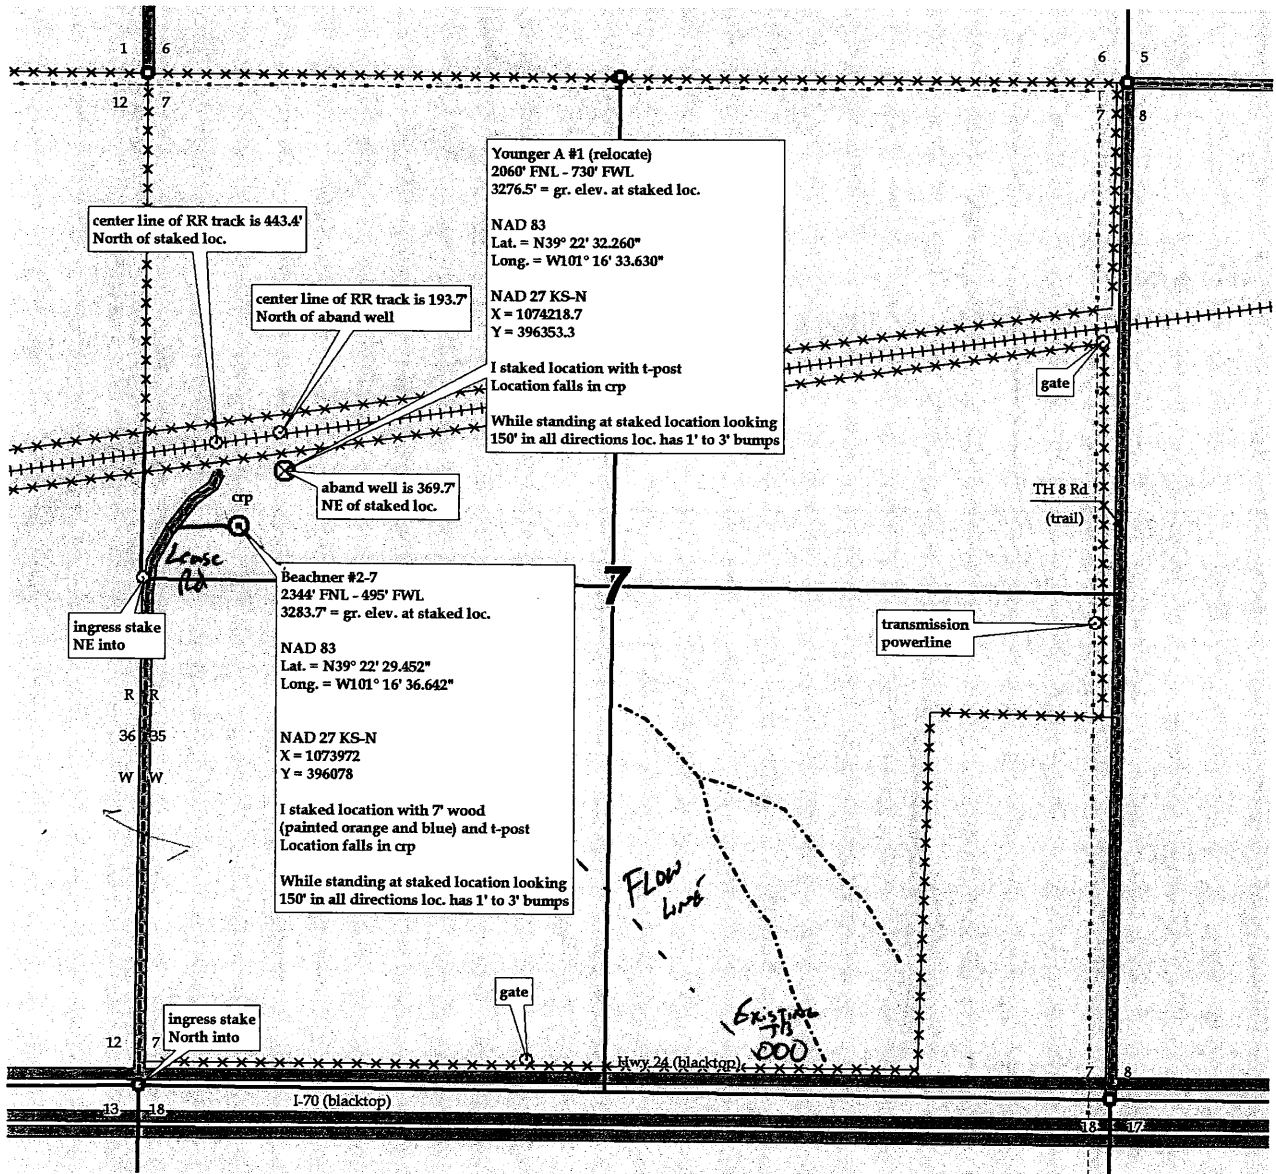 1 6
6 5
12 7
7 8
Younger A #1 (relocate)
2060' FNL - 730' FWL
3276.5' = gr. elev. at staked loc.
NAD 83
Lat. = N39° 22' 32.260"
Long. = W101° 16' 33.630"
NAD 27 KS-N
X = 1074218.7
Y = 396353.3
I staked location with t-post
Location falls in crp
While standing at staked location looking
150' in all directions loc. has 1' to 3' bumps
center line of RR track is 443.4'
North of staked loc.
center line of RR track is 193.7'
North of aband well
gate
aband well is 369.7'
NE of staked loc.
crp
TH 8 Rd
(trail)
Lease
Rd
Beachner #2-7
2344' FNL - 495' FWL
3283.7' = gr. elev. at staked loc.
NAD 83
Lat. = N39° 22' 29.452"
Long. = W101° 16' 36.642"
NAD 27 KS-N
X = 1073972
Y = 396078
I staked location with 7' wood
(painted orange and blue) and t-post
Location falls in crp
While standing at staked location looking
150' in all directions loc. has 1' to 3' bumps
7
ingress stake
NE into
transmission
powerline
R R
36 35
W W
FLOW
LINE
gate
Existing
TB
ingress stake
North into
12 7
Hwy 24 (blacktop)
7 8
I-70 (blacktop)
13 18
18 17